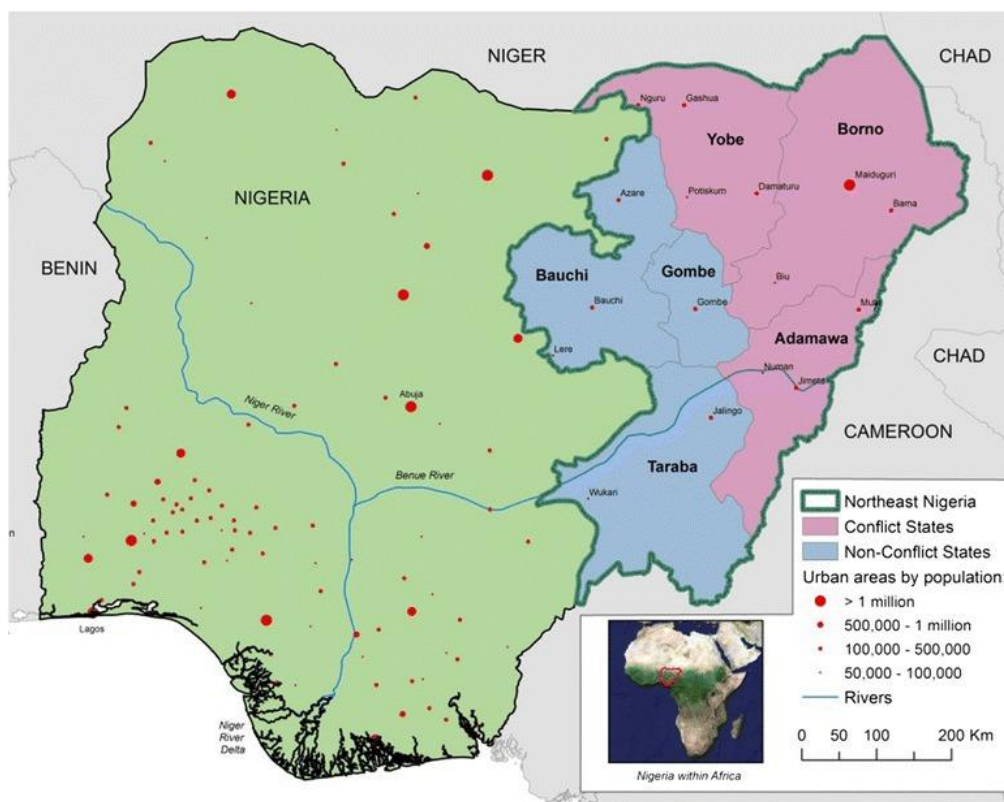 NIGER
CHAD
Nguru
Gashua
Yobe
Borno
Maiduguri
Azare
Potiskum
Damaturu
Bama
NIGERIA
BENIN
Bauchi
Gombe
Biu
Bauchi
Gombe
Adamawa
Lere
CHAD
Numan
Jimeta
Abuja
Niger River
Jalingo
CAMEROON
Benue River
Taraba
Wukari
n
Lagos
Niger
River
Delta
Northeast Nigeria
Conflict States
Non-Conflict States
Urban areas by population:
> 1 million
500,000 - 1 million
100,000 - 500,000
50,000 - 100,000
Rivers
0 50 100 200 Km
Nigeria within Africa